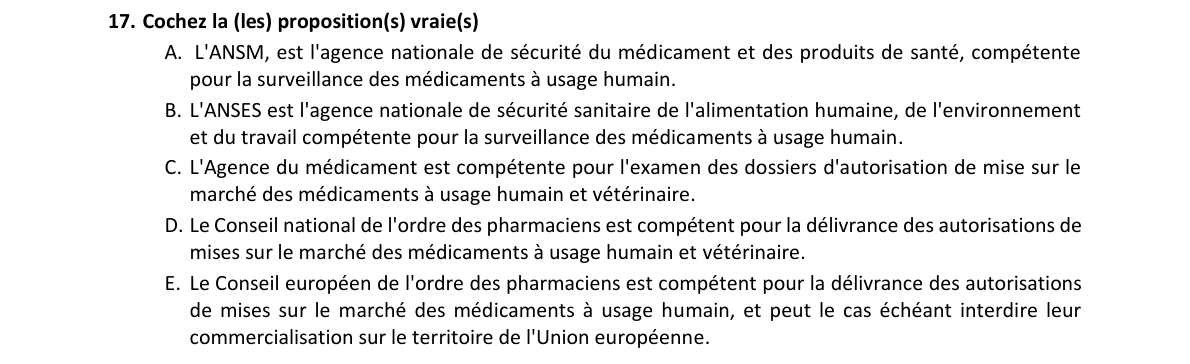 17. Cochez la (les) proposition(s) vraie(s)
A. L'ANSM, est l'agence nationale de sécurité du médicament et des produits de santé, compétente
pour la surveillance des médicaments à usage humain.
B. L'ANSES est l'agence nationale de sécurité sanitaire de l'alimentation humaine, de l'environnement
et du travail compétente pour la surveillance des médicaments à usage humain.
C. L'Agence du médicament est compétente pour l'examen des dossiers d'autorisation de mise sur le
marché des médicaments à usage humain et vétérinaire.
D. Le Conseil national de l'ordre des pharmaciens est compétent pour la délivrance des autorisations de
mises sur le marché des médicaments à usage humain et vétérinaire.
E. Le Conseil européen de l'ordre des pharmaciens est compétent pour la délivrance des autorisations
de mises sur le marché des médicaments à usage humain, et peut le cas échéant interdire leur
commercialisation sur le territoire de l'Union européenne.